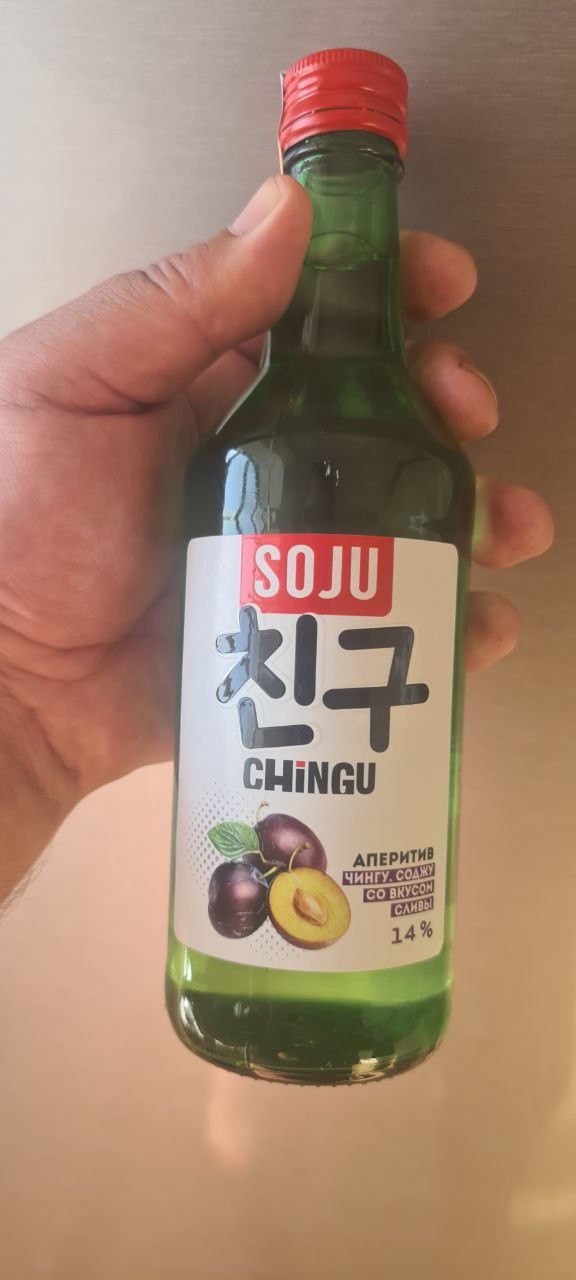 SOJU
친구
CHiNGU
АПЕРИТИВ
ЧИНГУ. СОДЖУ
СО ВКУСОМ
СЛИВЫ
14%